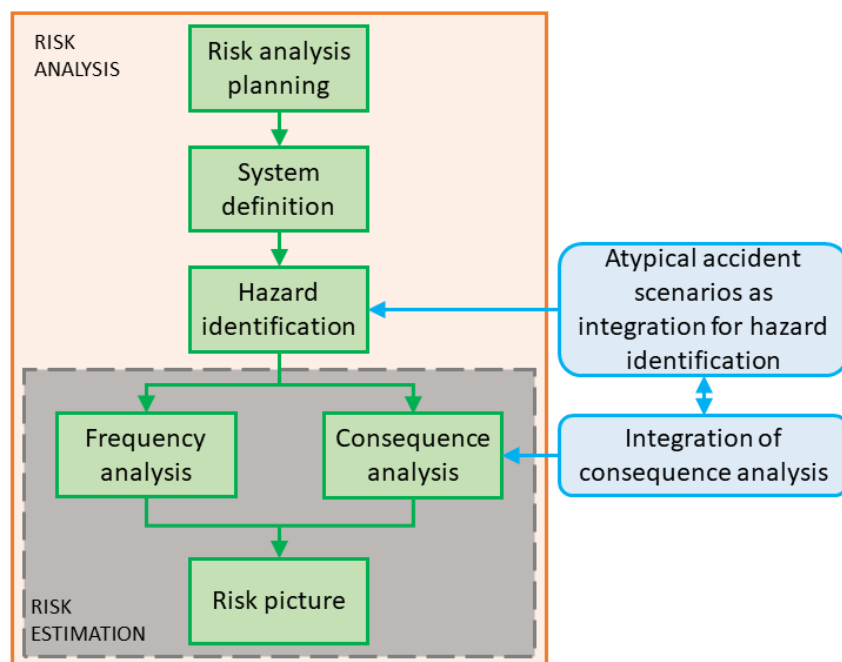 RISK
ANALYSIS
Risk analysis
planning
System
definition
Hazard
identification
Atypical accident
scenarios as
integration for hazard
identification
Frequency
analysis
Consequence
analysis
Integration of
consequence analysis
Risk picture
RISK
ESTIMATION